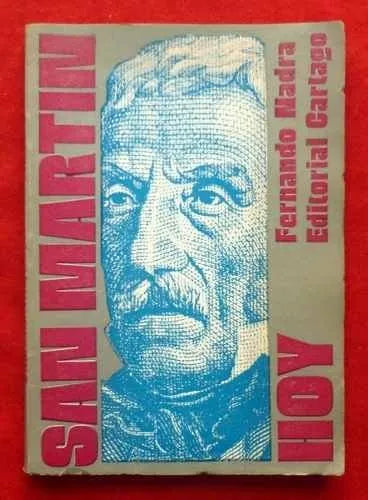 SAN MARTIN
HOY
Fernando Nadra
Editorial Cartago